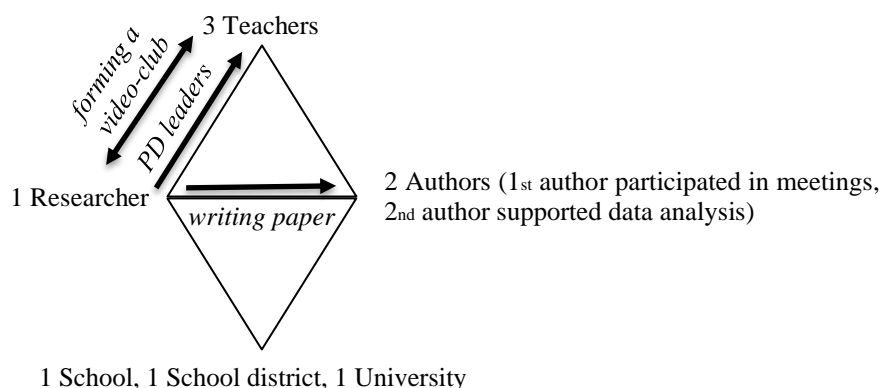 3 Teachers
forming a
video-club
PD leaders
1 Researcher
writing paper
2 Authors (1st author participated in meetings,
2nd author supported data analysis)
1 School, 1 School district, 1 University